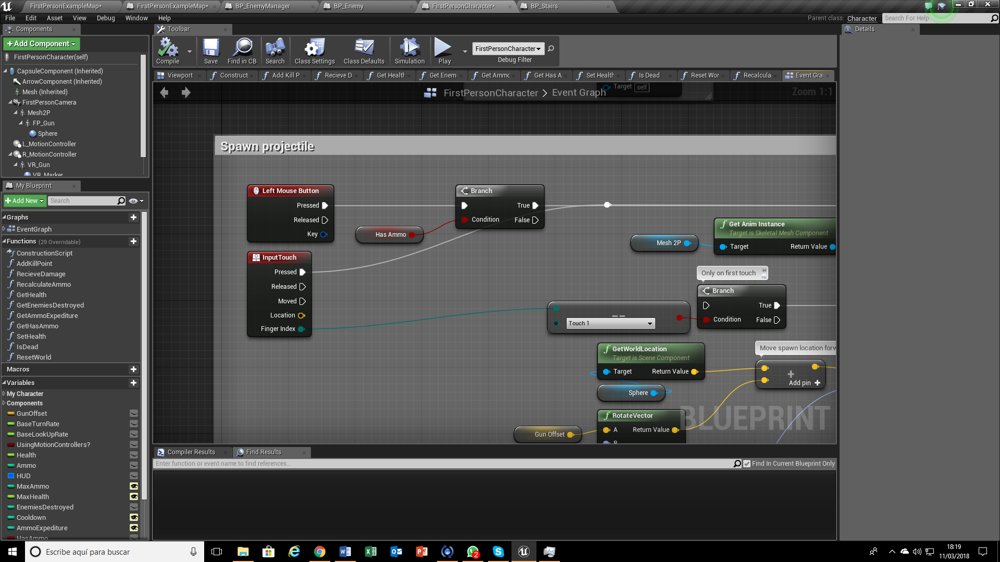 FirstPersonExampleMap*
FirstPersonExampleMap*
BP_EnemyManager
BP_Enemy
FirstPersonCharacter*
BP_Stairs
File Edit Asset View Debug Window Help
Parent class: Character
Search For Help
Components
Toolbar
Details
+ Add Component
FirstPersonCharacter(self)
CapsuleComponent (Inherited)
ArrowComponent (Inherited)
Mesh (Inherited)
FirstPersonCamera
Mesh2P
FP_Gun
Sphere
L_MotionController
R_MotionController
VR_Gun
VR_Marker
Compile
Save
Find in CB
Search
Class Settings
Class Defaults
Simulation
Play
FirstPersonCharacter
Debug Filter
Viewport
Construct
Add Kill P
Recieve D
Get Health
Get Enem
Get Ammo
Get Has A
Set Health
Is Dead
Reset Wor
Recalcula
Event Gra
FirstPersonCharacter > Event Graph
Target self
Zoom 1:1
My Blueprint
+ Add New
Search
Graphs
EventGraph
Functions (29 Overridable)
ConstructionScript
AddKillPoint
RecieveDamage
RecalculateAmmo
GetHealth
GetEnemiesDestroyed
GetAmmoExpediture
GetHasAmmo
SetHealth
IsDead
ResetWorld
Macros
Variables
My Character
Components
GunOffset
BaseTurnRate
BaseLookUpRate
UsingMotionControllers?
Health
Ammo
HUD
MaxAmmo
MaxHealth
EnemiesDestroyed
Cooldown
AmmoExpediture
HasAmmo
Spawn projectile
Left Mouse Button
Pressed
Released
Key
Has Ammo
Branch
True
Condition
False
InputTouch
Pressed
Released
Moved
Location
Finger Index
Mesh 2P
Get Anim Instance
Target is Skeletal Mesh Component
Target
Return Value
Only on first touch
Branch
True
Condition
False
==
Touch 1
GetWorldLocation
Target is Scene Component
Target
Return Value
Sphere
Move spawn location forw
Add pin +
RotateVector
A
Return Value
B
Gun Offset
BLUEPRINT
Compiler Results
Find Results
Enter function or event name to find references...
Find In Current Blueprint Only
Escribe aquí para buscar
2
18:19
11/03/2018